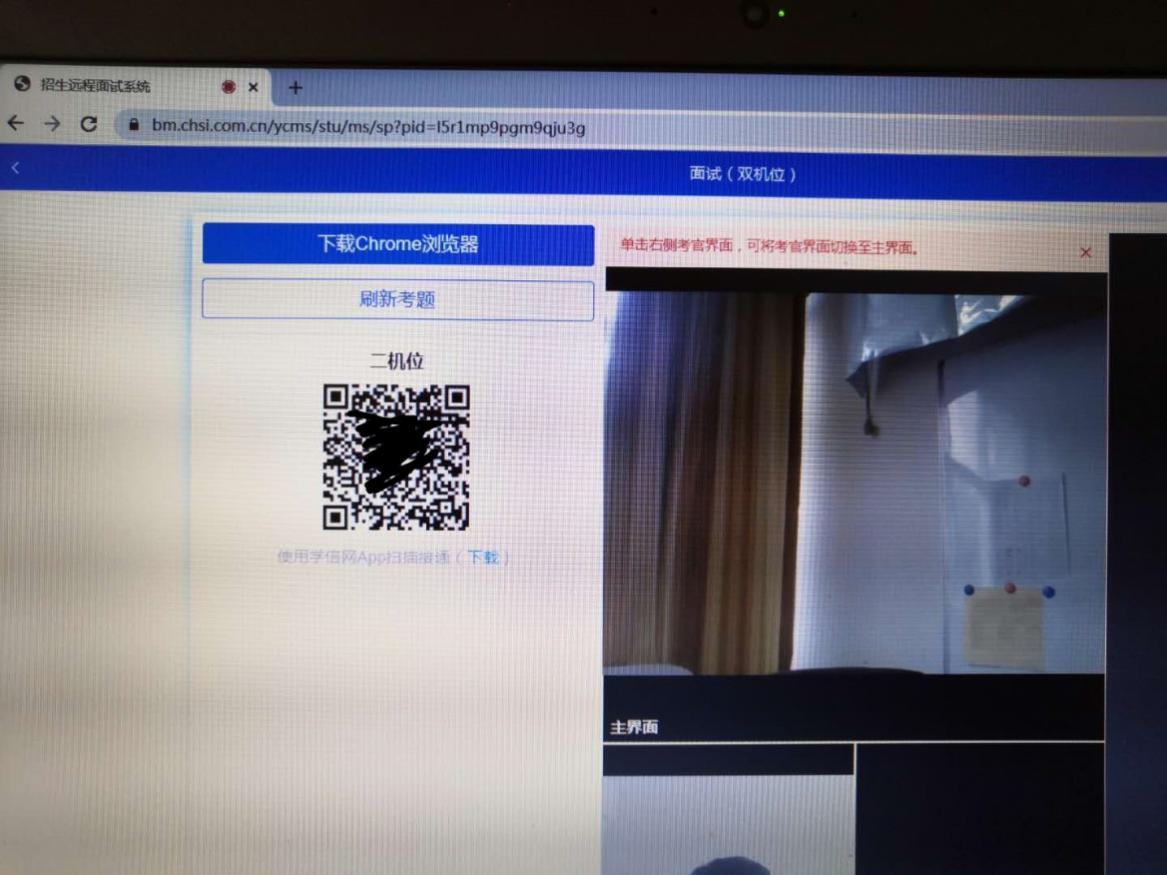 招生远程面试系统
bm.chsi.com.cn/ycms/stu/ms/sp?pid=l5r1mp9pgm9qju3g
面试（双机位）
下载Chrome浏览器
单击右侧考官界面，可将考官界面切换至主界面。
刷新考题
二机位
使用学信网App扫描接通（下载）
主界面